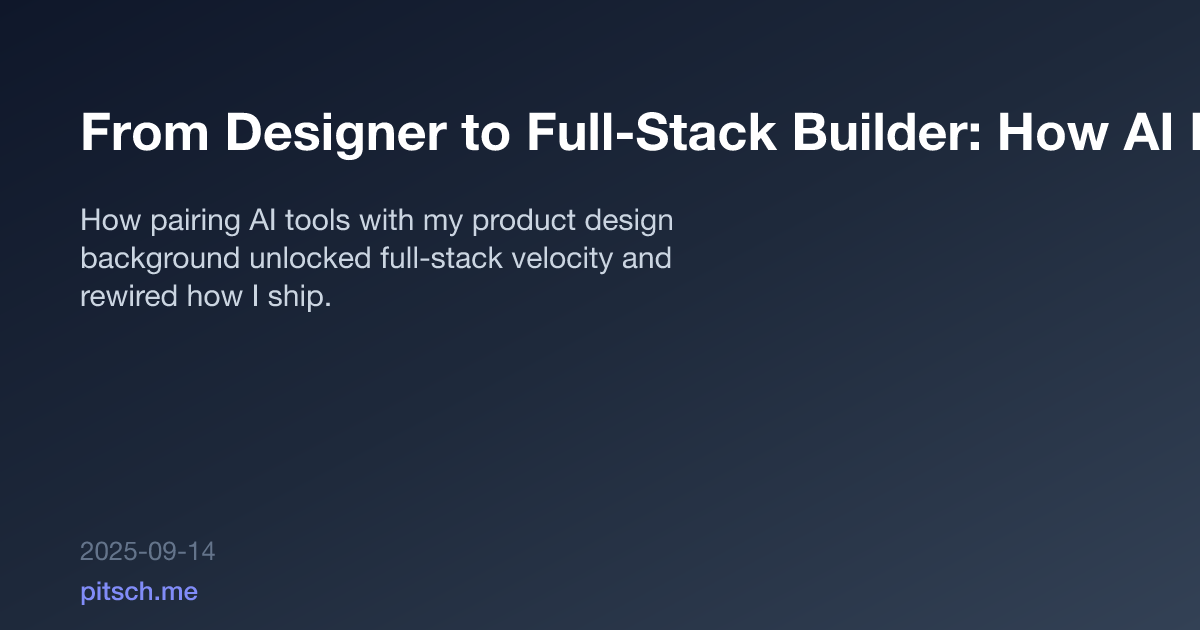 From Designer to Full-Stack Builder: How AI
How pairing AI tools with my product design
background unlocked full-stack velocity and
rewired how I ship.
2025-09-14
pitsch.me